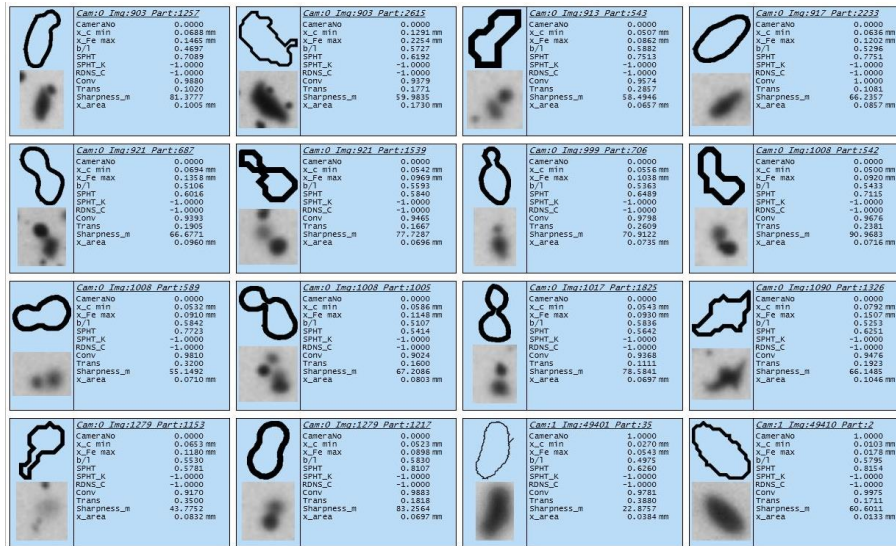 Cam:0 Img:903 Part:1257
CameraNo 0.0000
x_c min 0.0688 mm
x_Fe max 0.1465 mm
b/l 0.4697
SPHT 0.7089
SPHT_K -1.0000
RDNS_C -1.0000
Conv 0.9880
Trans 0.1020
Sharpness_m 81.3777
x_area 0.1005 mm
Cam:0 Img:903 Part:2615
CameraNo 0.0000
x_c min 0.1291 mm
x_Fe max 0.2254 mm
b/l 0.5727
SPHT 0.6192
SPHT_K -1.0000
RDNS_C -1.0000
Conv 0.9379
Trans 0.1771
Sharpness_m 59.9835
x_area 0.1730 mm
Cam:0 Img:913 Part:543
CameraNo 0.0000
x_c min 0.0507 mm
x_Fe max 0.0862 mm
b/l 0.5882
SPHT 0.7513
SPHT_K -1.0000
RDNS_C -1.0000
Conv 0.9574
Trans 0.2857
Sharpness_m 58.4946
x_area 0.0657 mm
Cam:0 Img:917 Part:2233
CameraNo 0.0000
x_c min 0.0636 mm
x_Fe max 0.1202 mm
b/l 0.5296
SPHT 0.7751
SPHT_K -1.0000
RDNS_C -1.0000
Conv 1.0000
Trans 0.1081
Sharpness_m 66.2357
x_area 0.0857 mm
Cam:0 Img:921 Part:687
CameraNo 0.0000
x_c min 0.0694 mm
x_Fe max 0.1358 mm
b/l 0.5106
SPHT 0.6016
SPHT_K -1.0000
RDNS_C -1.0000
Conv 0.9393
Trans 0.1905
Sharpness_m 66.6771
x_area 0.0960 mm
Cam:0 Img:921 Part:1539
CameraNo 0.0000
x_c min 0.0542 mm
x_Fe max 0.0969 mm
b/l 0.5593
SPHT 0.5840
SPHT_K -1.0000
RDNS_C -1.0000
Conv 0.9465
Trans 0.1667
Sharpness_m 77.7287
x_area 0.0696 mm
Cam:0 Img:999 Part:706
CameraNo 0.0000
x_c min 0.0556 mm
x_Fe max 0.1038 mm
b/l 0.5363
SPHT 0.6489
SPHT_K -1.0000
RDNS_C -1.0000
Conv 0.9798
Trans 0.2609
Sharpness_m 70.9122
x_area 0.0735 mm
Cam:0 Img:1008 Part:542
CameraNo 0.0000
x_c min 0.0500 mm
x_Fe max 0.0920 mm
b/l 0.5433
SPHT 0.7115
SPHT_K -1.0000
RDNS_C -1.0000
Conv 0.9676
Trans 0.2381
Sharpness_m 90.9683
x_area 0.0716 mm
Cam:0 Img:1008 Part:589
CameraNo 0.0000
x_c min 0.0532 mm
x_Fe max 0.0910 mm
b/l 0.5842
SPHT 0.7723
SPHT_K -1.0000
RDNS_C -1.0000
Conv 0.9810
Trans 0.3200
Sharpness_m 55.1492
x_area 0.0710 mm
Cam:0 Img:1008 Part:1005
CameraNo 0.0000
x_c min 0.0586 mm
x_Fe max 0.1148 mm
b/l 0.5107
SPHT 0.5414
SPHT_K -1.0000
RDNS_C -1.0000
Conv 0.9024
Trans 0.1600
Sharpness_m 67.2086
x_area 0.0803 mm
Cam:0 Img:1017 Part:1825
CameraNo 0.0000
x_c min 0.0543 mm
x_Fe max 0.0930 mm
b/l 0.5836
SPHT 0.5642
SPHT_K -1.0000
RDNS_C -1.0000
Conv 0.9368
Trans 0.1111
Sharpness_m 78.5841
x_area 0.0697 mm
Cam:0 Img:1090 Part:1326
CameraNo 0.0000
x_c min 0.0792 mm
x_Fe max 0.1507 mm
b/l 0.5253
SPHT 0.6251
SPHT_K -1.0000
RDNS_C -1.0000
Conv 0.9476
Trans 0.1923
Sharpness_m 66.1485
x_area 0.1046 mm
Cam:0 Img:1279 Part:1153
CameraNo 0.0000
x_c min 0.0653 mm
x_Fe max 0.1180 mm
b/l 0.5530
SPHT 0.5781
SPHT_K -1.0000
RDNS_C -1.0000
Conv 0.9170
Trans 0.3500
Sharpness_m 43.7752
x_area 0.0832 mm
Cam:0 Img:1279 Part:1217
CameraNo 0.0000
x_c min 0.0523 mm
x_Fe max 0.0898 mm
b/l 0.5830
SPHT 0.8107
SPHT_K -1.0000
RDNS_C -1.0000
Conv 0.9883
Trans 0.1818
Sharpness_m 83.2564
x_area 0.0697 mm
Cam:1 Img:49401 Part:35
CameraNo 1.0000
x_c min 0.0270 mm
x_Fe max 0.0543 mm
b/l 0.4975
SPHT 0.6260
SPHT_K -1.0000
RDNS_C -1.0000
Conv 0.9781
Trans 0.3880
Sharpness_m 22.8757
x_area 0.0384 mm
Cam:1 Img:49410 Part:2
CameraNo 1.0000
x_c min 0.0103 mm
x_Fe max 0.0178 mm
b/l 0.5795
SPHT 0.8154
SPHT_K -1.0000
RDNS_C -1.0000
Conv 0.9975
Trans 0.1711
Sharpness_m 60.6011
x_area 0.0133 mm